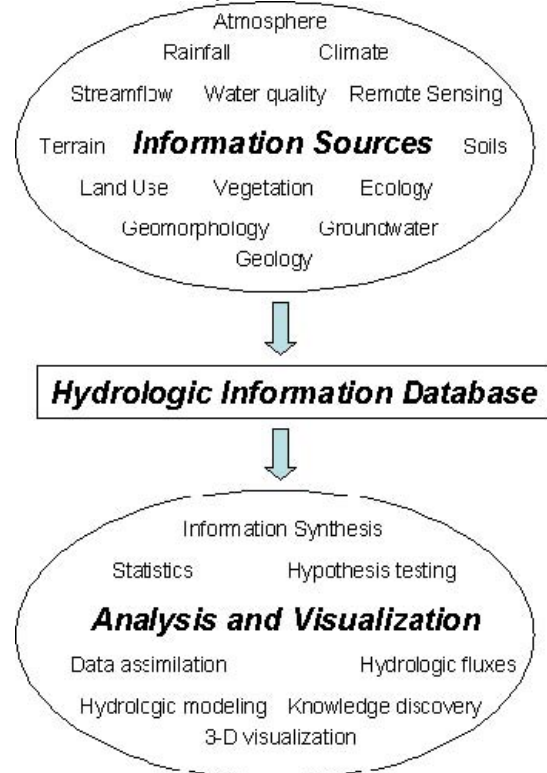 Atmosphere
Rainfall Climate
Streamflow Water quality Remote Sensing
Terrain Information Sources Soils
Land Use Vegetation Ecology
Geomorphology Groundwater
Geology
Hydrologic Information Database
Information Synthesis
Statistics Hypothesis testing
Analysis and Visualization
Data assimilation Hydrologic fluxes
Hydrologic modeling Knowledge discovery
3-D visualization